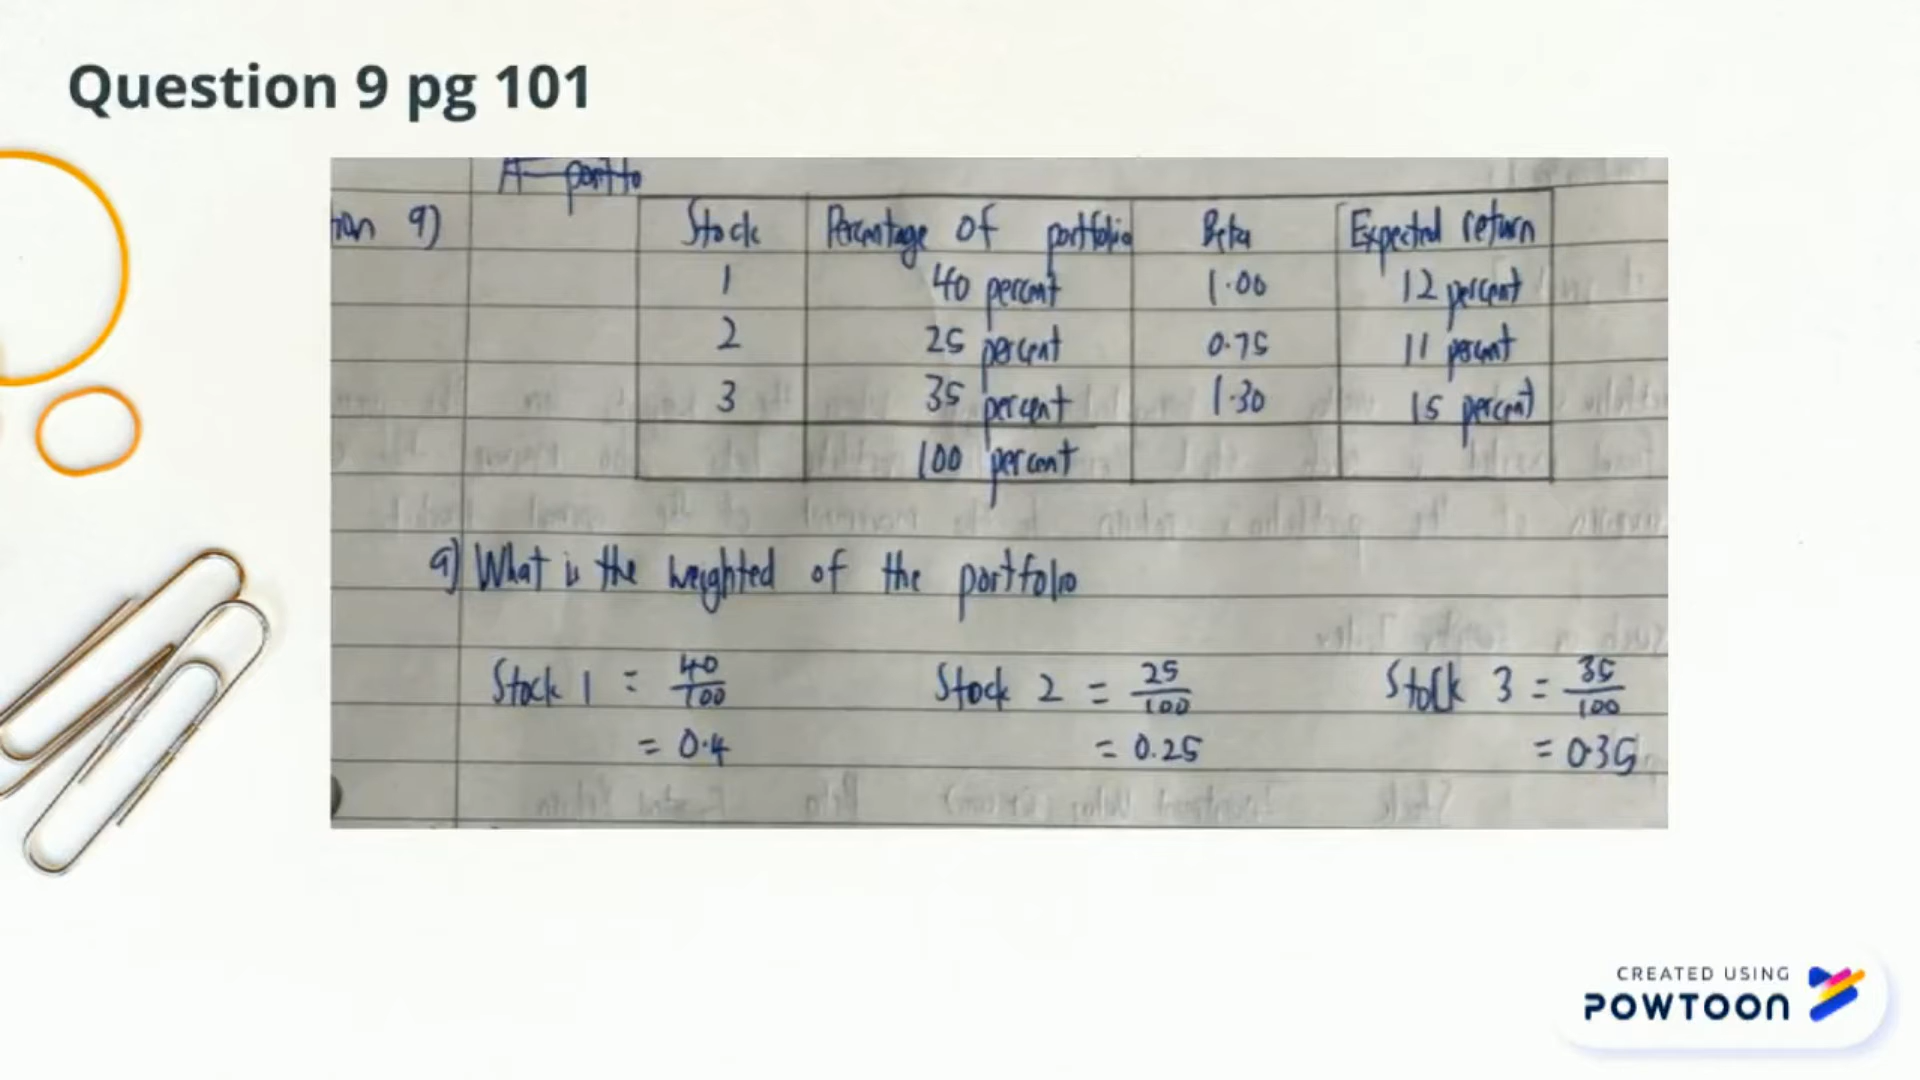 Question 9 pg 101
A portfo
9)
Stock Percentage of portfolio Beta Expected return
1 40 percent 1.00 12 percent
2 25 percent 0.75 11 percent
3 35 percent 1.30 15 percent
100 percent
a) What is the weighted of the portfolio
Stock 1 = 40/100 Stock 2 = 25/100 Stock 3 = 35/100
= 0.4 = 0.25 = 0.35
CREATED USING
POWTOON